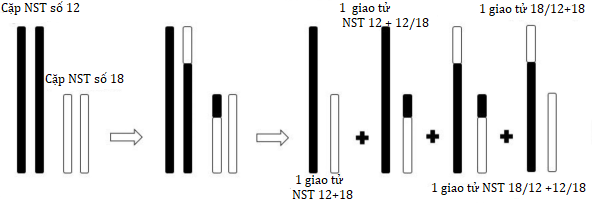 Cặp NST số 12
Cặp NST số 18
1 giao tử
NST 12 + 12/18
1 giao tử 18/12+18
1 giao tử
NST 12+18
1 giao tử NST 18/12 +12/18